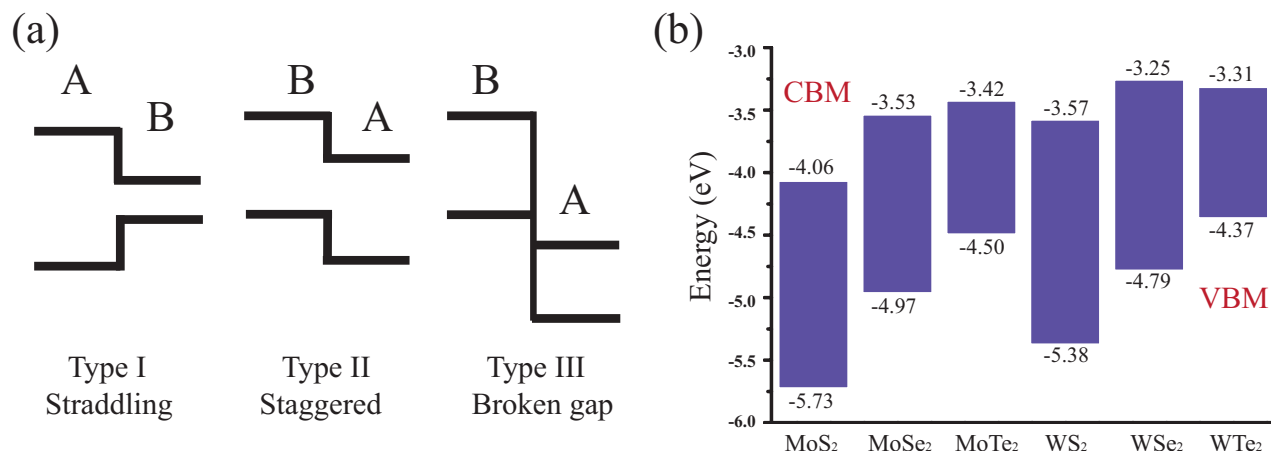 (a)
A
B
B
A
B
A
Type I
Straddling
Type II
Staggered
Type III
Broken gap
(b)
Energy (eV)
-3.0
-3.5
-4.0
-4.5
-5.0
-5.5
-6.0
CBM
VBM
-4.06
-3.53
-3.42
-3.57
-3.25
-3.31
-5.73
-4.97
-4.50
-5.38
-4.79
-4.37
MoS₂
MoSe₂
MoTe₂
WS₂
WSe₂
WTe₂